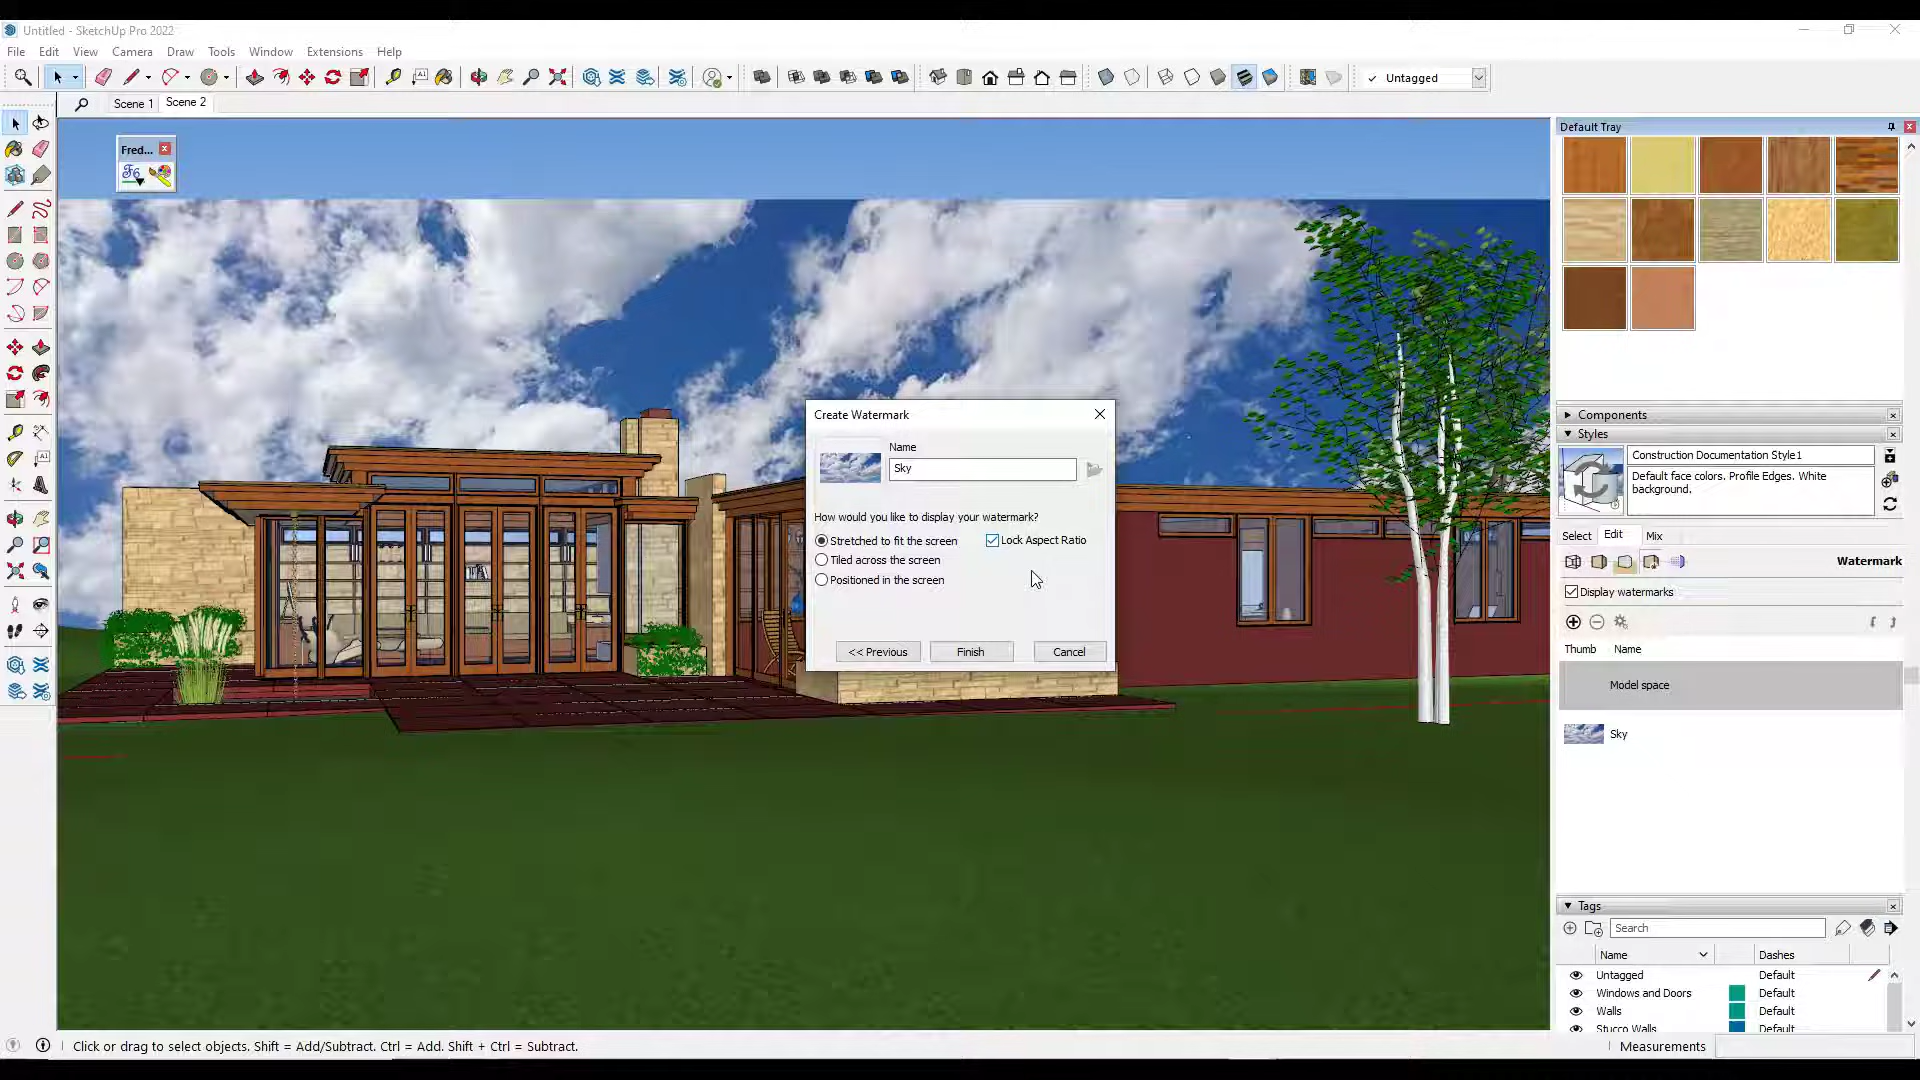 Untitled - SketchUp Pro 2022
File Edit View Camera Draw Tools Window Extensions Help
Untagged
Scene 1 Scene 2
Fred...
Default Tray
Create Watermark
Name
Sky
How would you like to display your watermark?
Stretched to fit the screen
Lock Aspect Ratio
Tiled across the screen
Positioned in the screen
<< Previous
Finish
Cancel
Components
Styles
Construction Documentation Style1
Default face colors. Profile Edges. White
background.
Select Edit Mix
Watermark
Display watermarks
Thumb Name
Model space
Sky
Tags
Search
Name Dashes
Untagged Default
Windows and Doors Default
Walls Default
Stucco Walls Default
Click or drag to select objects. Shift = Add/Subtract. Ctrl = Add. Shift + Ctrl = Subtract.
Measurements